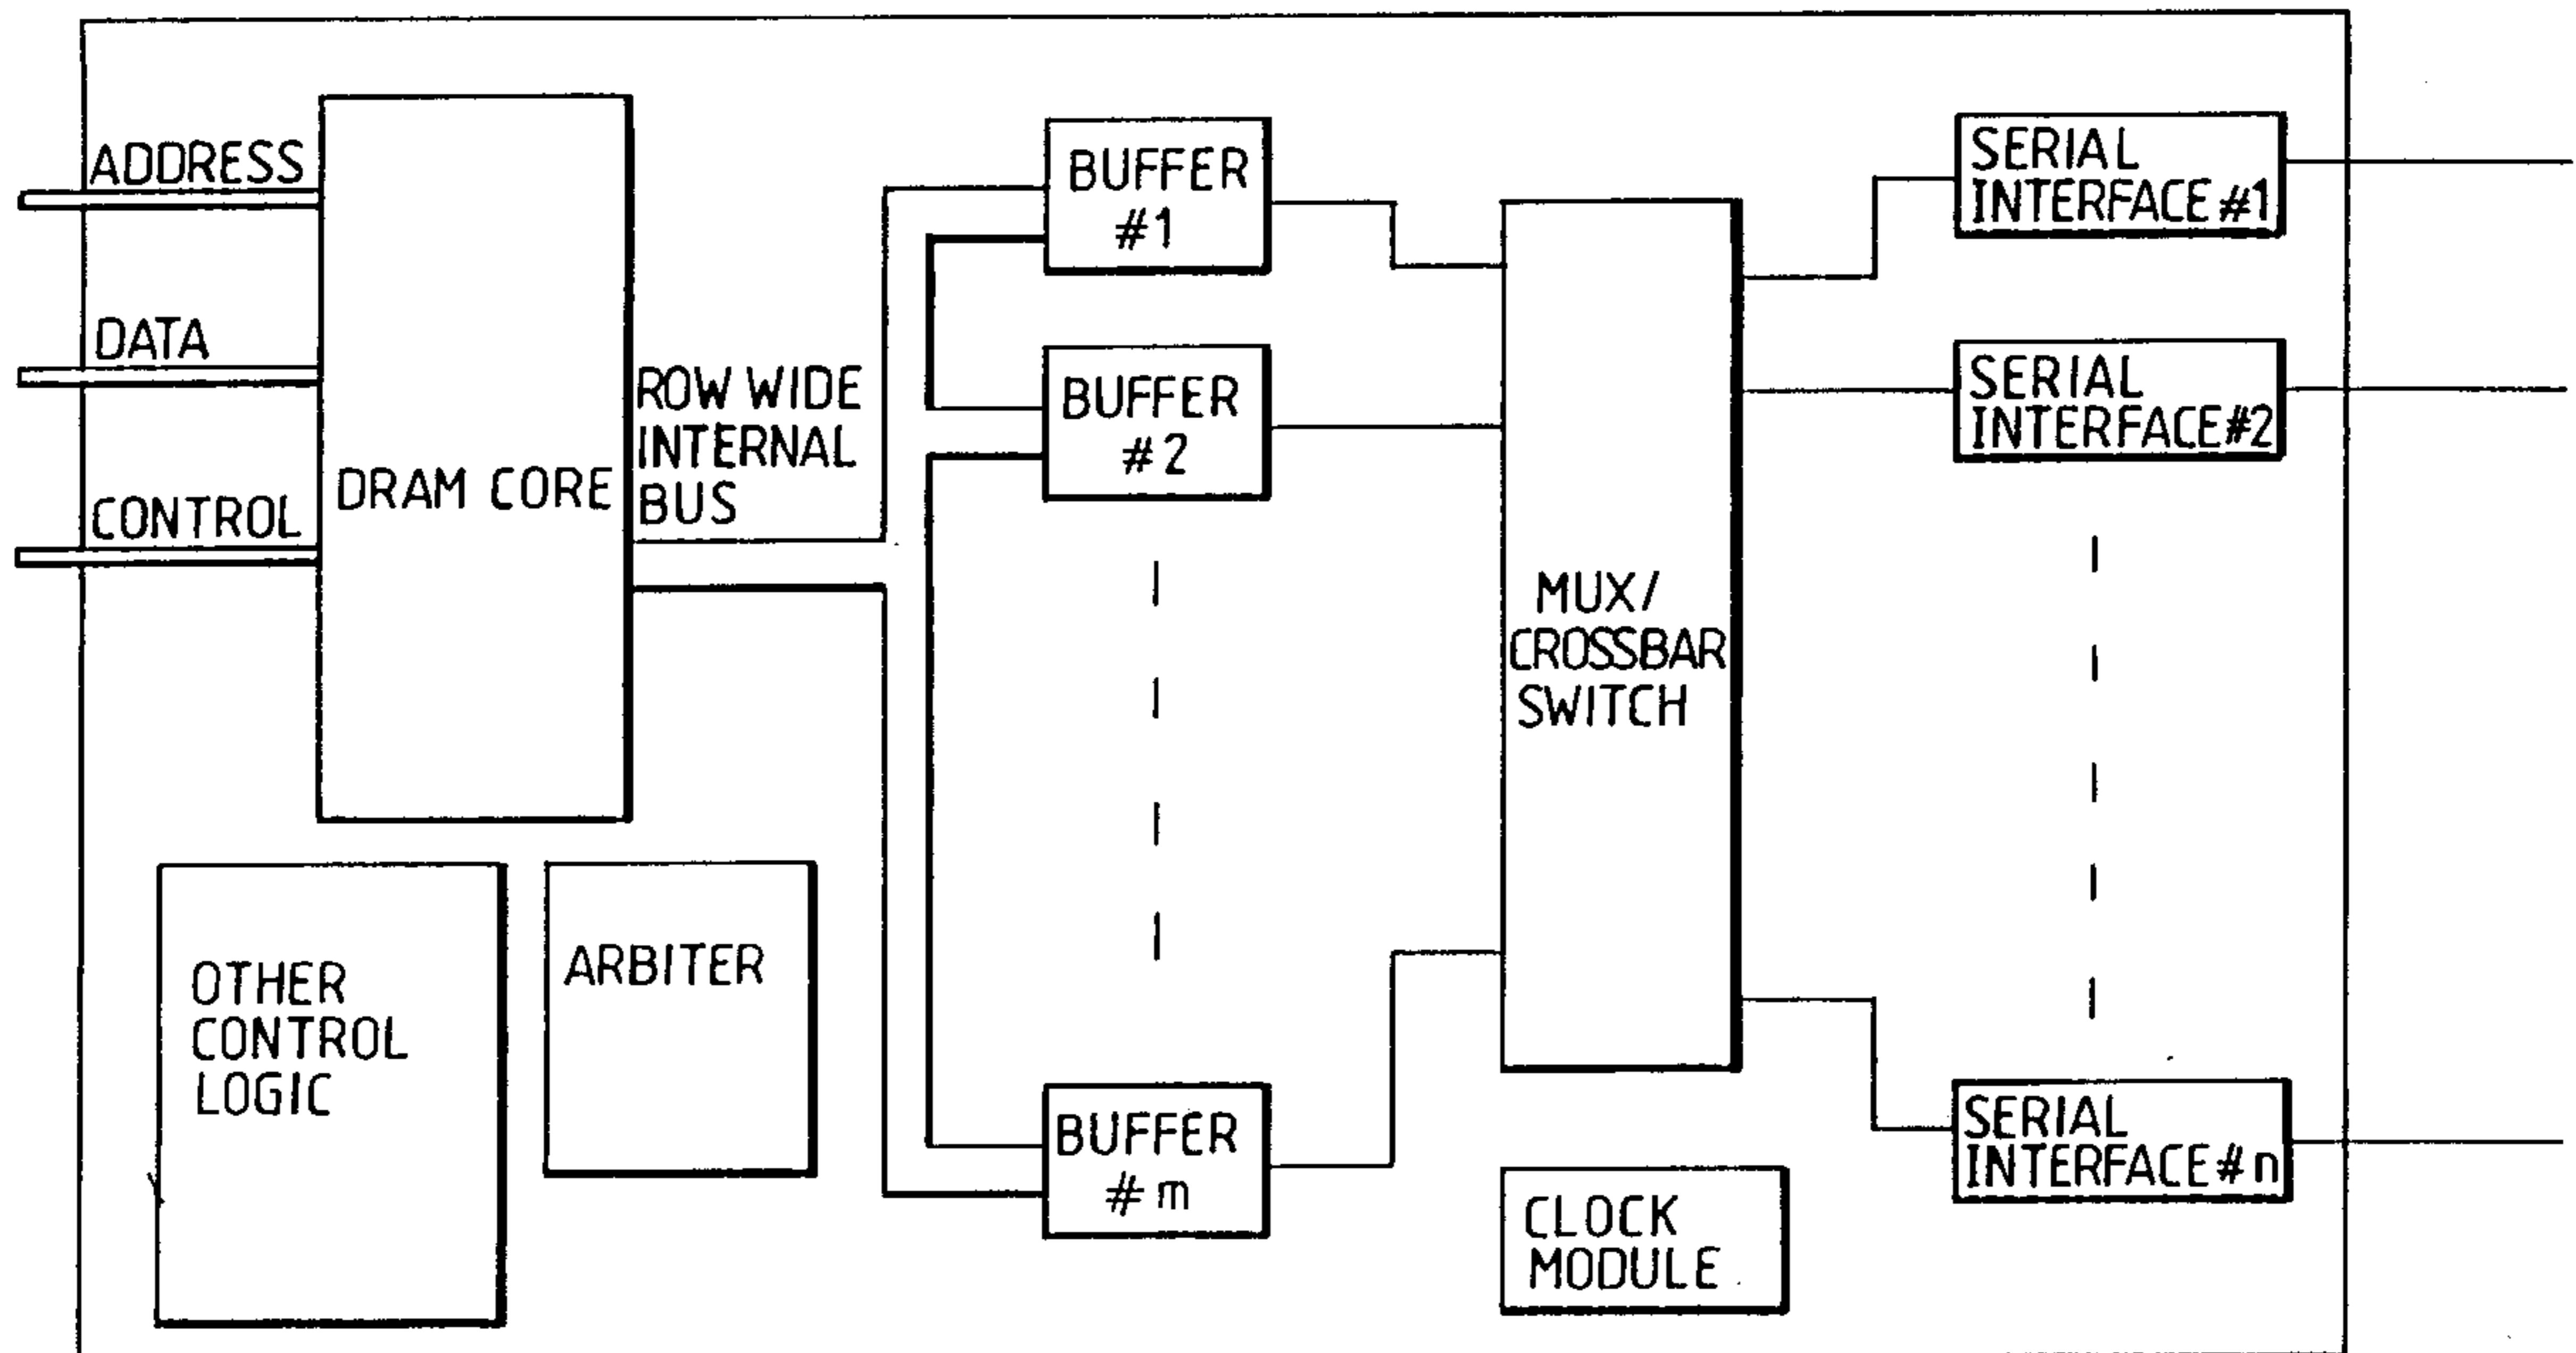 ADDRESS
DATA
CONTROL
DRAM CORE
ROW WIDE
INTERNAL
BUS
BUFFER
#1
BUFFER
#2
BUFFER
#m
MUX/
CROSSBAR
SWITCH
SERIAL
INTERFACE #1
SERIAL
INTERFACE #2
SERIAL
INTERFACE #n
OTHER
CONTROL
LOGIC
ARBITER
CLOCK
MODULE